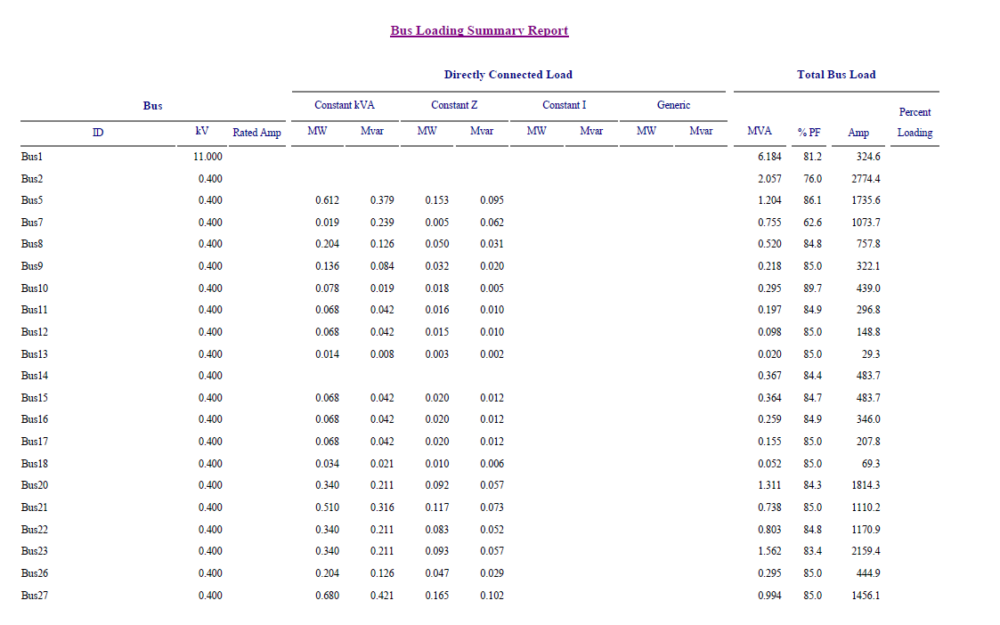 Bus Loading Summary Report
Directly Connected Load Total Bus Load
Bus Constant kVA Constant Z Constant I Generic
Percent
ID kV Rated Amp MW Mvar MW Mvar MW Mvar MW Mvar MVA % PF Amp Loading
Bus1 11.000 6.184 81.2 324.6
Bus2 0.400 2.057 76.0 2774.4
Bus5 0.400 0.612 0.379 0.153 0.095 1.204 86.1 1735.6
Bus7 0.400 0.019 0.239 0.005 0.062 0.755 62.6 1073.7
Bus8 0.400 0.204 0.126 0.050 0.031 0.520 84.8 757.8
Bus9 0.400 0.136 0.084 0.032 0.020 0.218 85.0 322.1
Bus10 0.400 0.078 0.019 0.018 0.005 0.295 89.7 439.0
Bus11 0.400 0.068 0.042 0.016 0.010 0.197 84.9 296.8
Bus12 0.400 0.068 0.042 0.015 0.010 0.098 85.0 148.8
Bus13 0.400 0.014 0.008 0.003 0.002 0.020 85.0 29.3
Bus14 0.400 0.367 84.4 483.7
Bus15 0.400 0.068 0.042 0.020 0.012 0.364 84.7 483.7
Bus16 0.400 0.068 0.042 0.020 0.012 0.259 84.9 346.0
Bus17 0.400 0.068 0.042 0.020 0.012 0.155 85.0 207.8
Bus18 0.400 0.034 0.021 0.010 0.006 0.052 85.0 69.3
Bus20 0.400 0.340 0.211 0.092 0.057 1.311 84.3 1814.3
Bus21 0.400 0.510 0.316 0.117 0.073 0.738 85.0 1110.2
Bus22 0.400 0.340 0.211 0.083 0.052 0.803 84.8 1170.9
Bus23 0.400 0.340 0.211 0.093 0.057 1.562 83.4 2159.4
Bus26 0.400 0.204 0.126 0.047 0.029 0.295 85.0 444.9
Bus27 0.400 0.680 0.421 0.165 0.102 0.994 85.0 1456.1